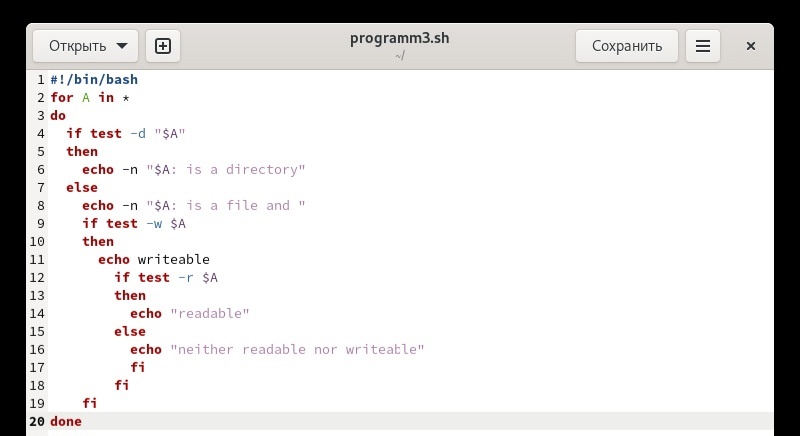 Открыть programm3.sh Сохранить
~/
1 #!/bin/bash
2 for A in *
3 do
4   if test -d "$A"
5   then
6     echo -n "$A: is a directory"
7   else
8     echo -n "$A: is a file and "
9     if test -w $A
10     then
11       echo writeable
12         if test -r $A
13         then
14           echo "readable"
15         else
16           echo "neither readable nor writeable"
17           fi
18         fi
19     fi
20 done